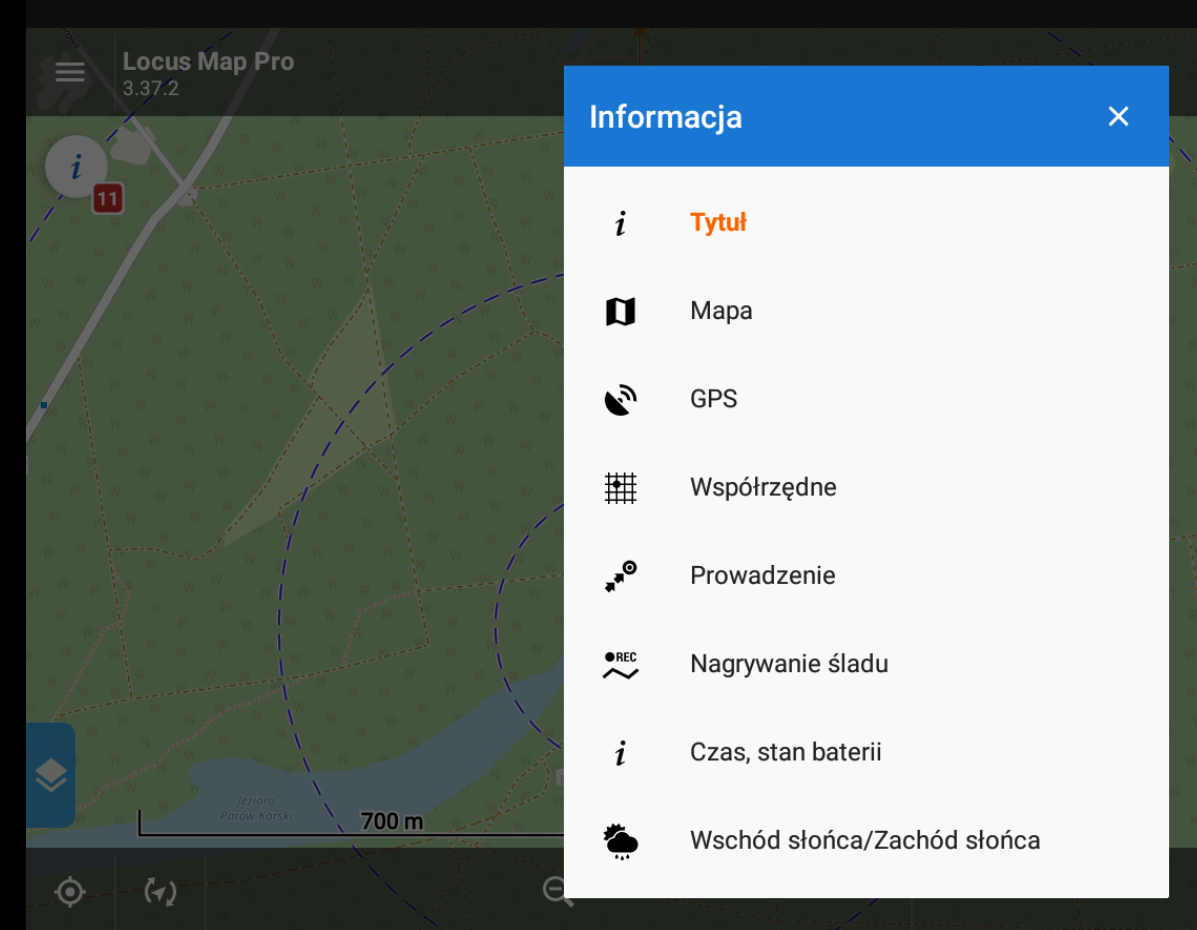 Locus Map Pro
3.37.2
i
11
Informacja
i Tytuł
Mapa
GPS
Współrzędne
Prowadzenie
REC Nagrywanie śladu
i Czas, stan baterii
Wschód słońca/Zachód słońca
Jezioro
Parów Karski
700 m